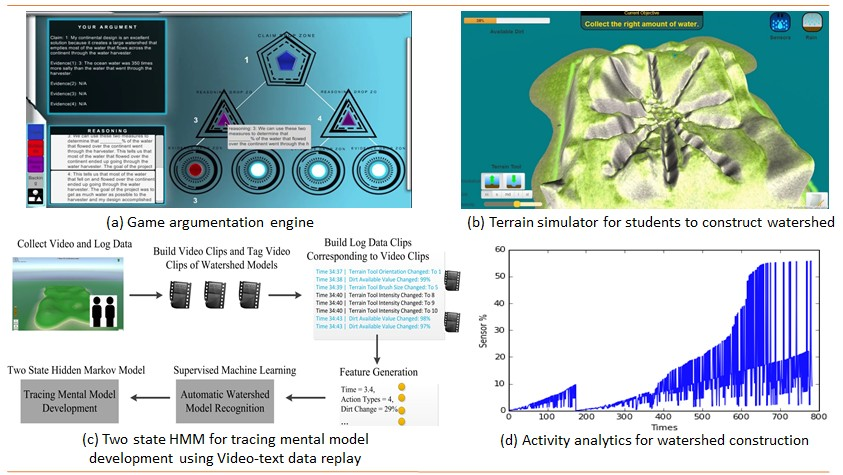 YOUR ARGUMENT
Claim: 1: My continental design is an excellent
solution because it creates a large watershed that
empties most of the water that flows across the
continent through the water harvester
Evidence(1) 3: The ocean water was 350 times
more salty than the water that went through the
harvester
Evidence(2) N/A
Evidence(3) N/A
Evidence(4) N/A
REASONING
3: We can use these two measures to
determine that ______ % of the water
that flowed over the continent went
through the water harvester. This tells us
that most of the water that flowed over the
continent ended up going through the
water harvester. The goal of the project
4. This tells us that most of the water that
fell on and flowed over the continent
ended up going through the water
harvester. The goal of the project was to
get as much water as possible to the
harvester and my design accomplished
CLAIM DROP ZONE
1
REASONING DROP ZO
3
4
reasoning: 3: We can use these two
measures to determine that
% of the water that flowed
over the continent went through the h
3
28%
Available Dirt
Current Objective
Collect the right amount of water.
Sensors
Rain
Terrain Tool
(a) Game argumentation engine
(b) Terrain simulator for students to construct watershed
Collect Video and Log Data
Build Video Clips and Tag Video
Clips of Watershed Models
Build Log Data Clips
Corresponding to Video Clips
Time 34:37 | Terrain Tool Orientation Changed: To 1
Time 34:38 | Dirt Available Value Changed: 99%
Time 34:39 | Terrain Tool Brush Size Changed: To 5
Time 34:40 | Terrain Tool Intensity Changed: To 8
Time 34:40 | Terrain Tool Intensity Changed: To 9
Time 34:40 | Terrain Tool Intensity Changed: To 10
Time 34:43 | Dirt Available Value Changed: 98%
Time 34:43 | Dirt Available Value Changed: 97%
Feature Generation
Time = 3.4,
Action Types = 4,
Dirt Change = 29%
...
Supervised Machine Learning
Automatic Watershed
Model Recognition
Two State Hidden Markov Model
Tracing Mental Model
Development
(c) Two state HMM for tracing mental model
development using Video-text data replay
Sensor %
60
50
40
30
20
10
0
0 100 200 300 400 500 600 700 800
Times
(d) Activity analytics for watershed construction